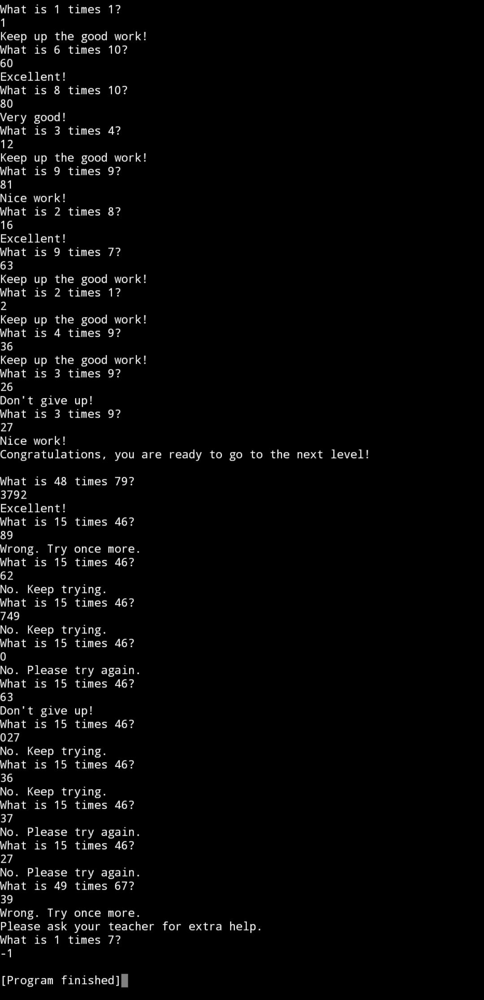 What is 1 times 1?
1
Keep up the good work!
What is 6 times 10?
60
Excellent!
What is 8 times 10?
80
Very good!
What is 3 times 4?
12
Keep up the good work!
What is 9 times 9?
81
Nice work!
What is 2 times 8?
16
Excellent!
What is 9 times 7?
63
Keep up the good work!
What is 2 times 1?
2
Keep up the good work!
What is 4 times 9?
36
Keep up the good work!
What is 3 times 9?
26
Don't give up!
What is 3 times 9?
27
Nice work!
Congratulations, you are ready to go to the next level!

What is 48 times 79?
3792
Excellent!
What is 15 times 46?
89
Wrong. Try once more.
What is 15 times 46?
62
No. Keep trying.
What is 15 times 46?
749
No. Keep trying.
What is 15 times 46?
0
No. Please try again.
What is 15 times 46?
63
Don't give up!
What is 15 times 46?
027
No. Keep trying.
What is 15 times 46?
36
No. Keep trying.
What is 15 times 46?
37
No. Please try again.
What is 15 times 46?
27
No. Please try again.
What is 49 times 67?
39
Wrong. Try once more.
Please ask your teacher for extra help.
What is 1 times 7?
-1

[Program finished]